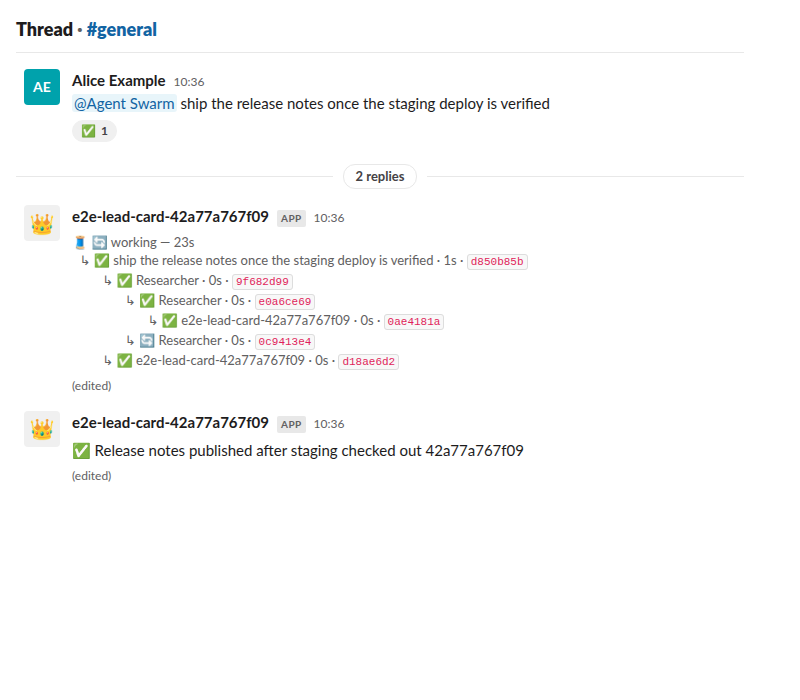 Thread • #general
AE
Alice Example 10:36
@Agent Swarm ship the release notes once the staging deploy is verified
✅ 1
2 replies
e2e-lead-card-42a77a767f09 APP 10:36
🧵 🔄 working — 23s
↳ ✅ ship the release notes once the staging deploy is verified · 1s · d850b85b
↳ ✅ Researcher · 0s · 9f682d99
↳ ✅ Researcher · 0s · e0a6ce69
↳ ✅ e2e-lead-card-42a77a767f09 · 0s · 0ae4181a
↳ 🔄 Researcher · 0s · 0c9413e4
↳ ✅ e2e-lead-card-42a77a767f09 · 0s · d18ae6d2
(edited)
e2e-lead-card-42a77a767f09 APP 10:36
✅ Release notes published after staging checked out 42a77a767f09
(edited)